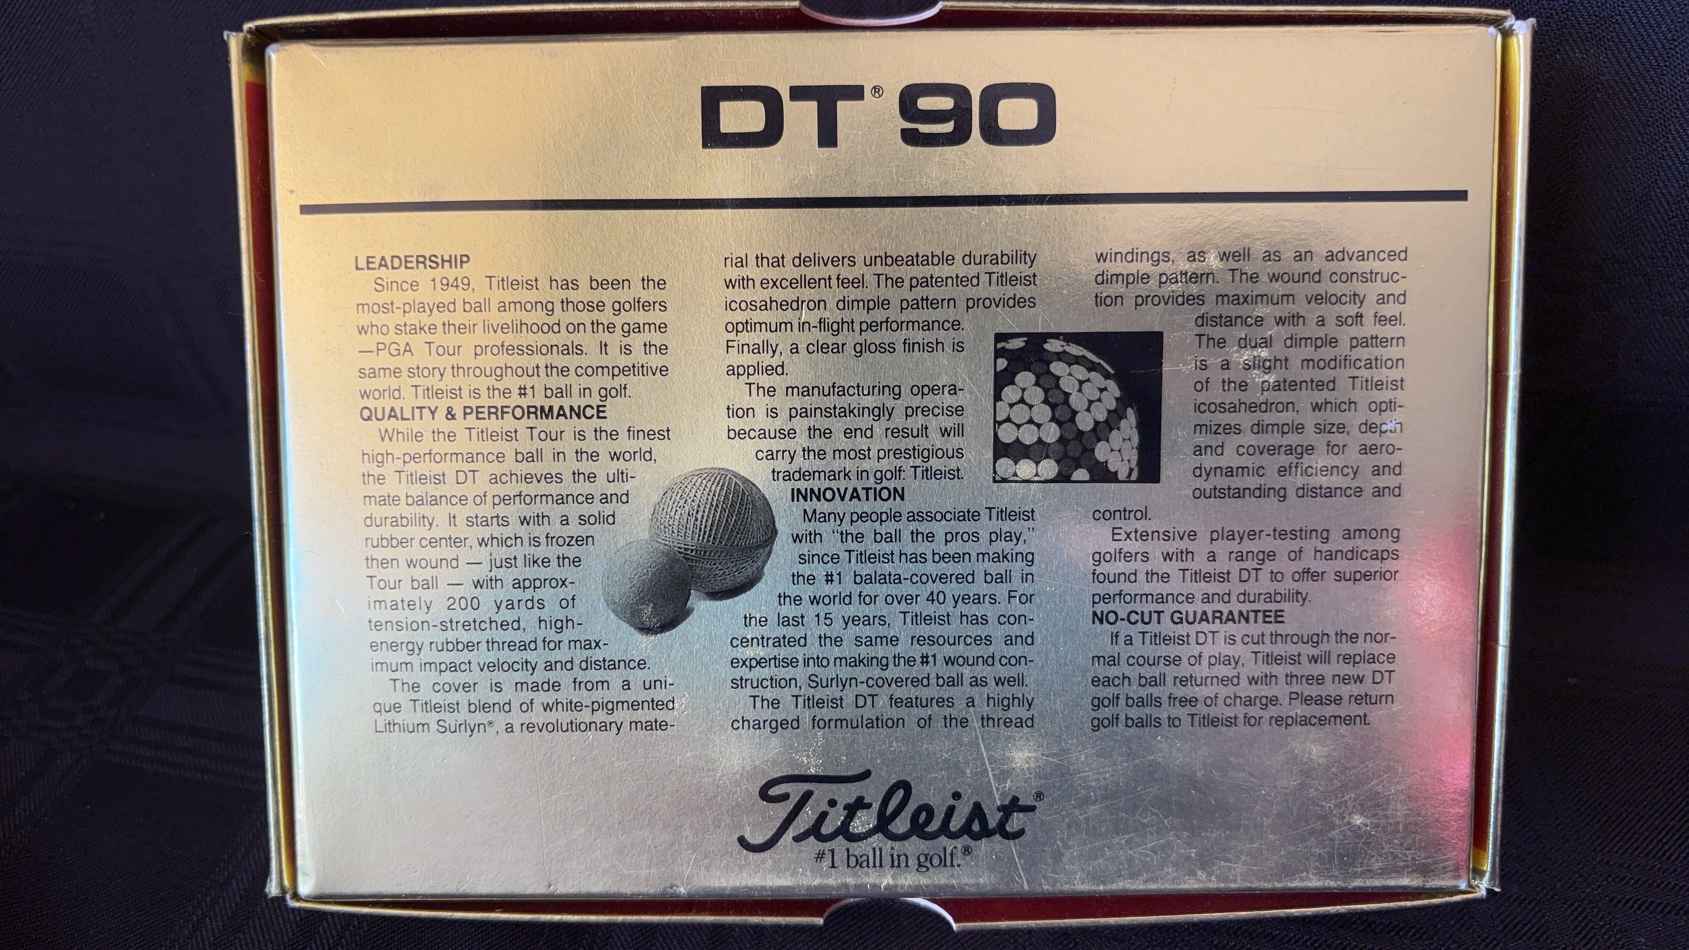 DT® 90
LEADERSHIP
Since 1949, Titleist has been the
most-played ball among those golfers
who stake their livelihood on the game
—PGA Tour professionals. It is the
same story throughout the competitive
world. Titleist is the #1 ball in golf.
QUALITY & PERFORMANCE
While the Titleist Tour is the finest
high-performance ball in the world,
the Titleist DT achieves the ulti-
mate balance of performance and
durability. It starts with a solid
rubber center, which is frozen
then wound — just like the
Tour ball — with approx-
imately 200 yards of
tension-stretched, high-
energy rubber thread for max-
imum impact velocity and distance.
The cover is made from a uni-
que Titleist blend of white-pigmented
Lithium Surlyn®, a revolutionary mate-
rial that delivers unbeatable durability
with excellent feel. The patented Titleist
icosahedron dimple pattern provides
optimum in-flight performance.
Finally, a clear gloss finish is
applied.
The manufacturing opera-
tion is painstakingly precise
because the end result will
carry the most prestigious
trademark in golf: Titleist.
INNOVATION
Many people associate Titleist
with "the ball the pros play,"
since Titleist has been making
the #1 balata-covered ball in
the world for over 40 years. For
the last 15 years, Titleist has con-
centrated the same resources and
expertise into making the #1 wound con-
struction, Surlyn-covered ball as well.
The Titleist DT features a highly
charged formulation of the thread
windings, as well as an advanced
dimple pattern. The wound construc-
tion provides maximum velocity and
distance with a soft feel.
The dual dimple pattern
is a slight modification
of the patented Titleist
icosahedron, which opti-
mizes dimple size, depth
and coverage for aero-
dynamic efficiency and
outstanding distance and
control.
Extensive player-testing among
golfers with a range of handicaps
found the Titleist DT to offer superior
performance and durability.
NO-CUT GUARANTEE
If a Titleist DT is cut through the nor-
mal course of play, Titleist will replace
each ball returned with three new DT
golf balls free of charge. Please return
golf balls to Titleist for replacement.
Titleist®
#1 ball in golf.®